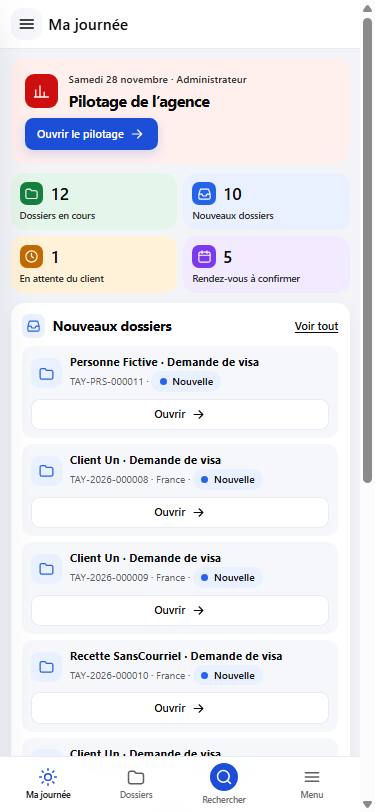 Ma journée
Samedi 28 novembre · Administrateur
Pilotage de l’agence
Ouvrir le pilotage →
12
Dossiers en cours
10
Nouveaux dossiers
1
En attente du client
5
Rendez-vous à confirmer
Nouveaux dossiers
Voir tout
Personne Fictive · Demande de visa
TAY-PRS-000011 · Nouvelle
Ouvrir →
Client Un · Demande de visa
TAY-2026-000008 · France · Nouvelle
Ouvrir →
Client Un · Demande de visa
TAY-2026-000009 · France · Nouvelle
Ouvrir →
Recette SansCourriel · Demande de visa
TAY-2026-000010 · France · Nouvelle
Ouvrir →
Client Un · Demande de visa
Ma journée
Dossiers
Rechercher
Menu